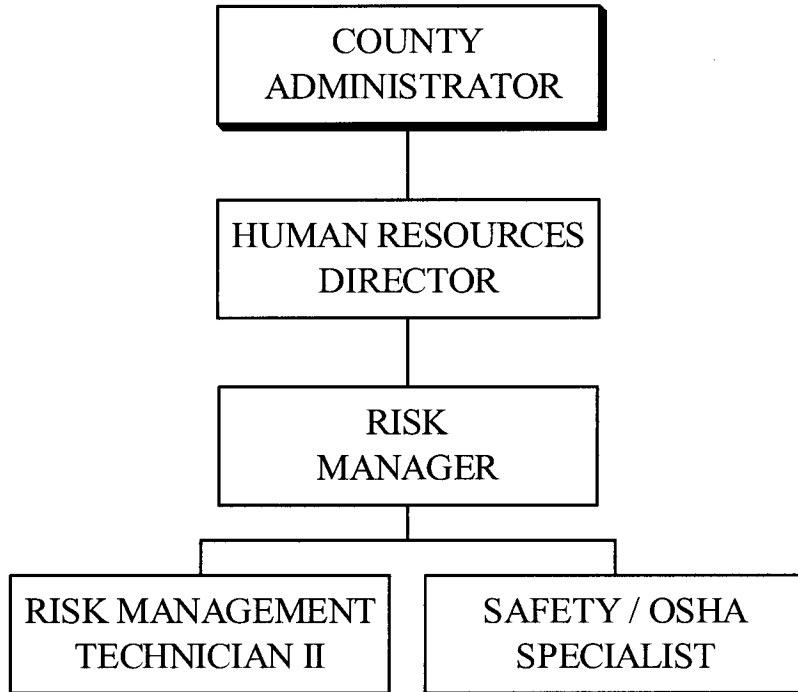 COUNTY
ADMINISTRATOR
HUMAN RESOURCES
DIRECTOR
RISK
MANAGER
RISK MANAGEMENT
TECHNICIAN II
SAFETY / OSHA
SPECIALIST